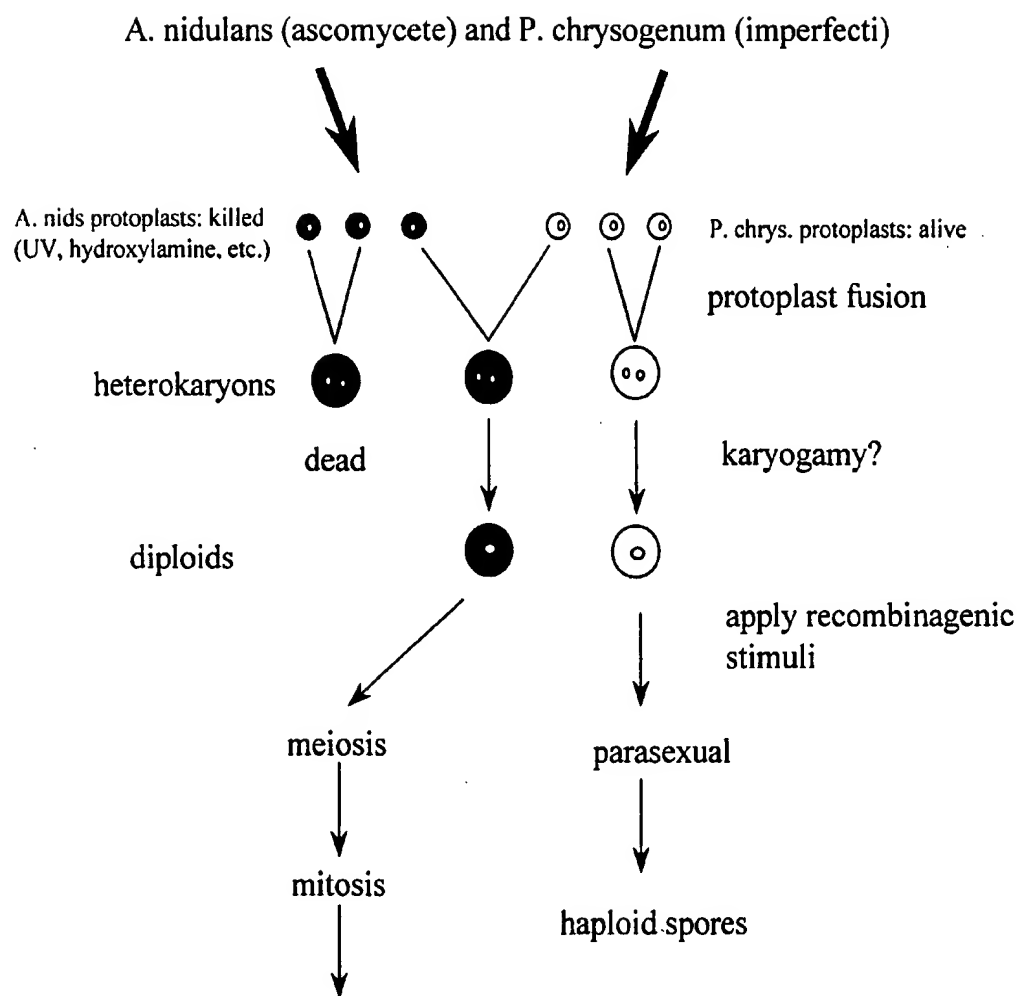 A. nidulans (ascomycete) and P. chrysogenum (imperfecti)
A. nids protoplasts: killed
(UV, hydroxylamine, etc.)
P. chrys. protoplasts: alive
protoplast fusion
heterokaryons
dead
karyogamy?
diploids
apply recombinagenic
stimuli
meiosis
parasexual
mitosis
haploid spores